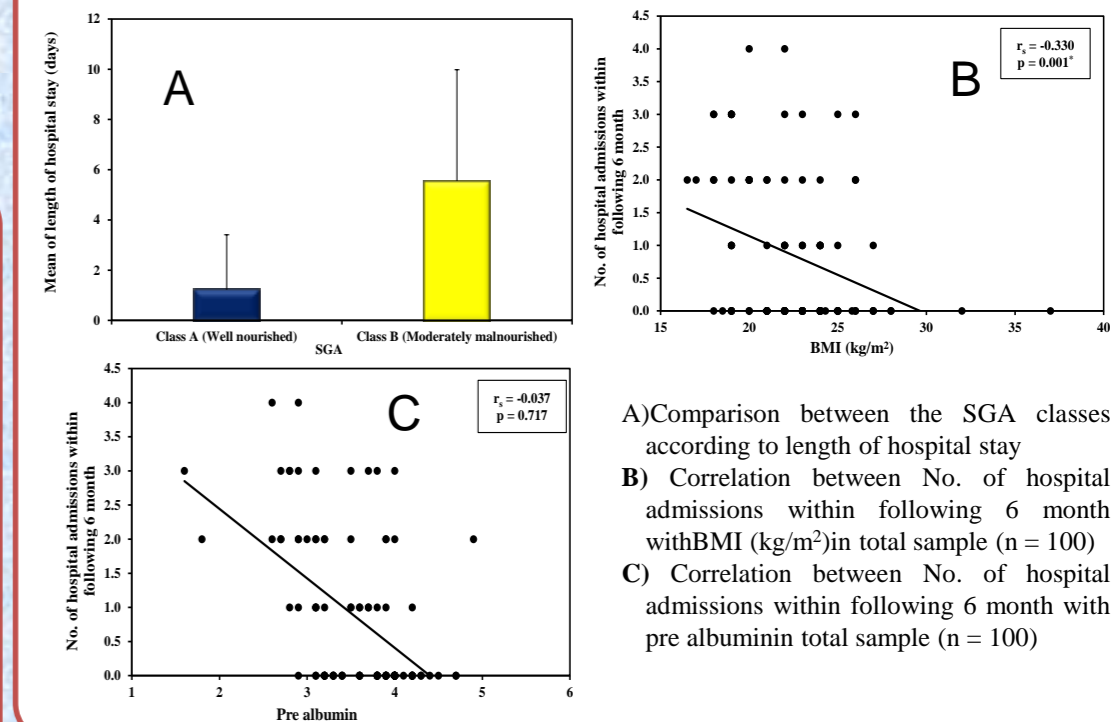 12
10
8
6
4
2
0
Mean of length of hospital stay (days)
A
Class A (Well nourished)
Class B (Moderately malnourished)
SGA
4.5
4.0
3.5
3.0
2.5
2.0
1.5
1.0
0.5
0.0
No. of hospital admissions within
following 6 month
B
rₛ = -0.330
p = 0.001*
15 20 25 30 35 40
BMI (kg/m²)
4.5
4.0
3.5
3.0
2.5
2.0
1.5
1.0
0.5
0.0
No. of hospital admissions within
following 6 month
C
rₛ = -0.037
p = 0.717
1 2 3 4 5 6
Pre albumin
A)Comparison between the SGA classes
according to length of hospital stay
B) Correlation between No. of hospital
admissions within following 6 month
withBMI (kg/m²)in total sample (n = 100)
C) Correlation between No. of hospital
admissions within following 6 month with
pre albuminin total sample (n = 100)